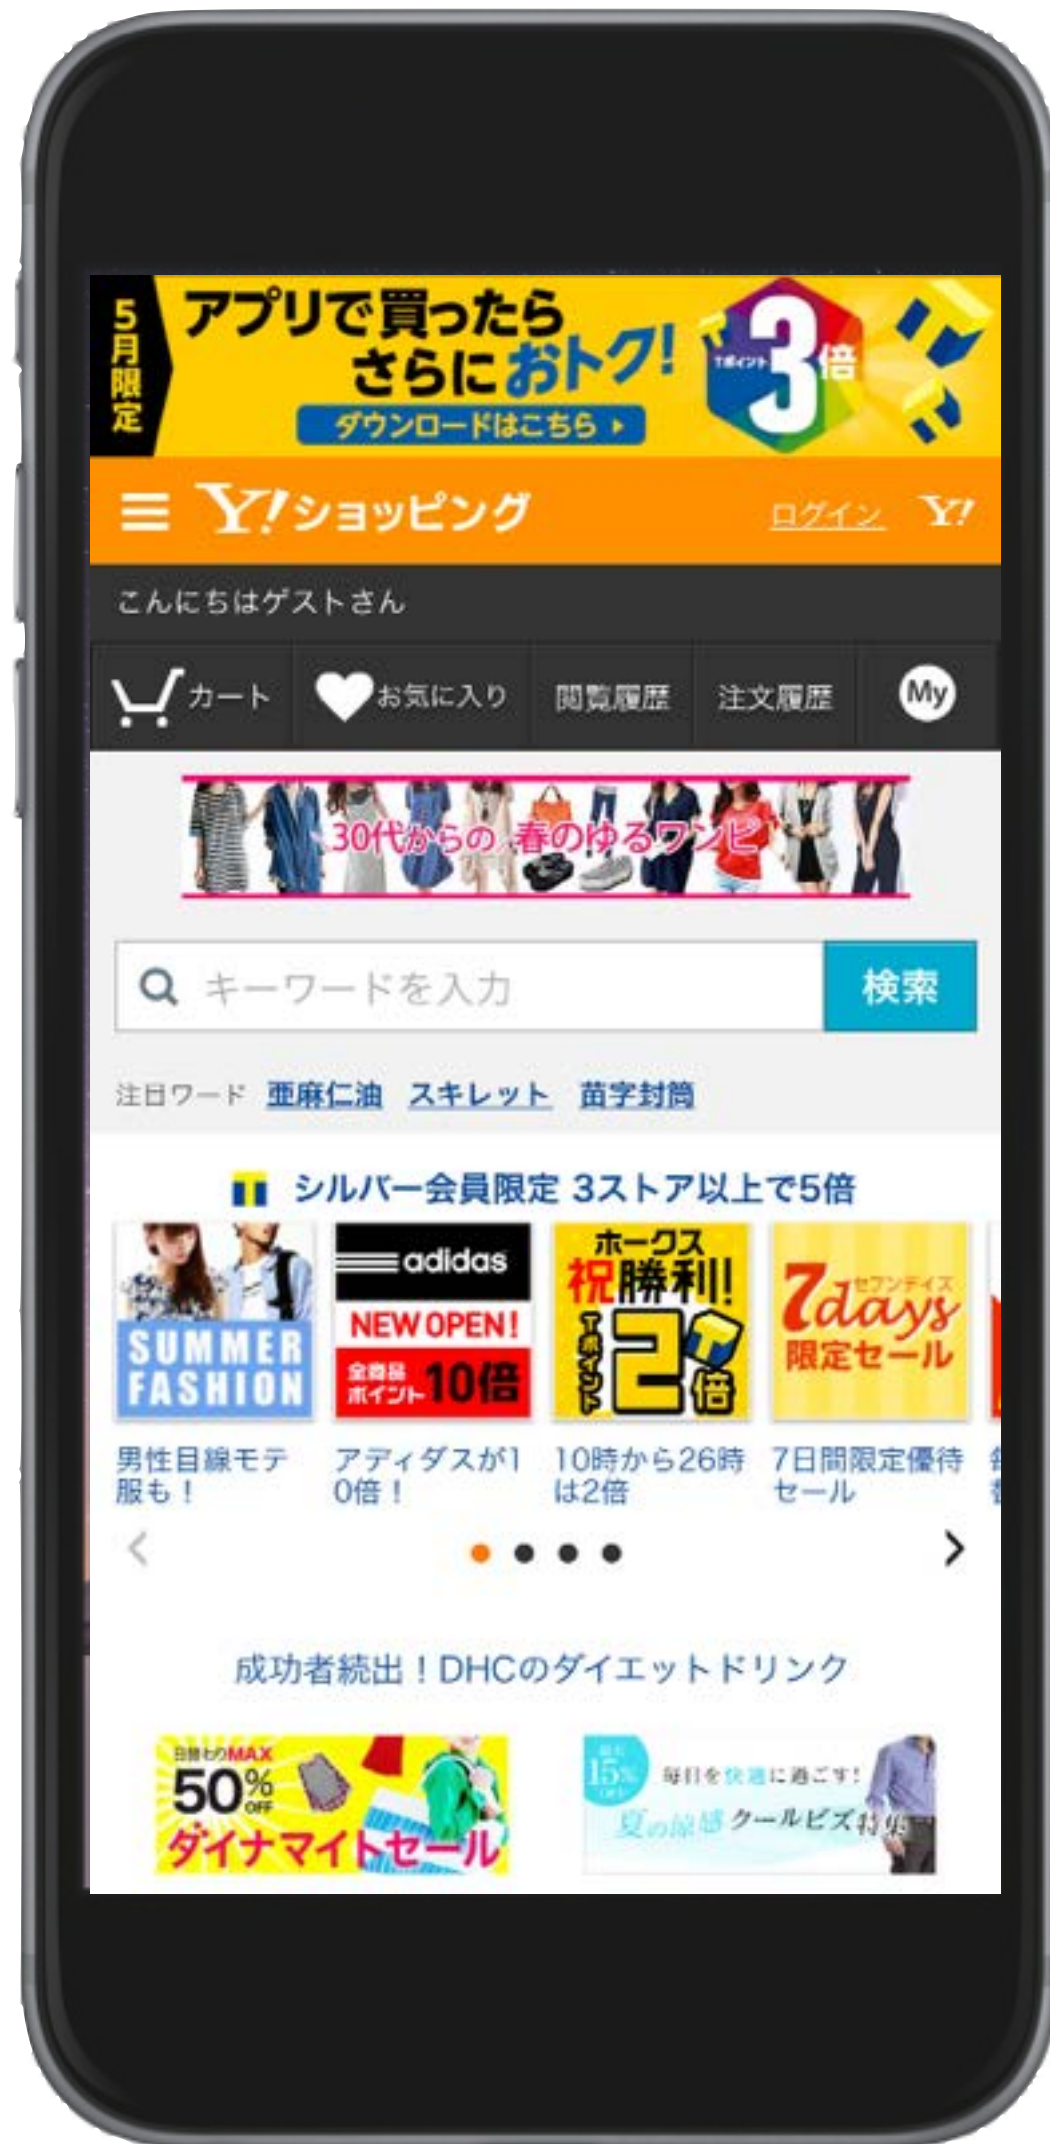 5月限定
アプリで買ったら
さらにおトク!
ダウンロードはこちら
Tポイント 3倍
Y!ショッピング
ログイン Y!
こんにちはゲストさん
カート お気に入り 閲覧履歴 注文履歴 My
30代からの 春のゆるワンピ
キーワードを入力 検索
注目ワード 亜麻仁油 スキレット 苗字封筒
シルバー会員限定 3ストア以上で5倍
SUMMER
FASHION
adidas
NEW OPEN!
全商品
ポイント10倍
ホークス
祝勝利!
Tポイント
2倍
セブンデイズ
7days
限定セール
男性目線モテ
服も!
アディダスが1
0倍!
10時から26時
は2倍
7日間限定優待
セール
成功者続出!DHCのダイエットドリンク
日替わりMAX
50%
OFF
ダイナマイトセール
最大
15%
OFF
毎日を快適に過ごす!
夏の涼感 クールビズ特集